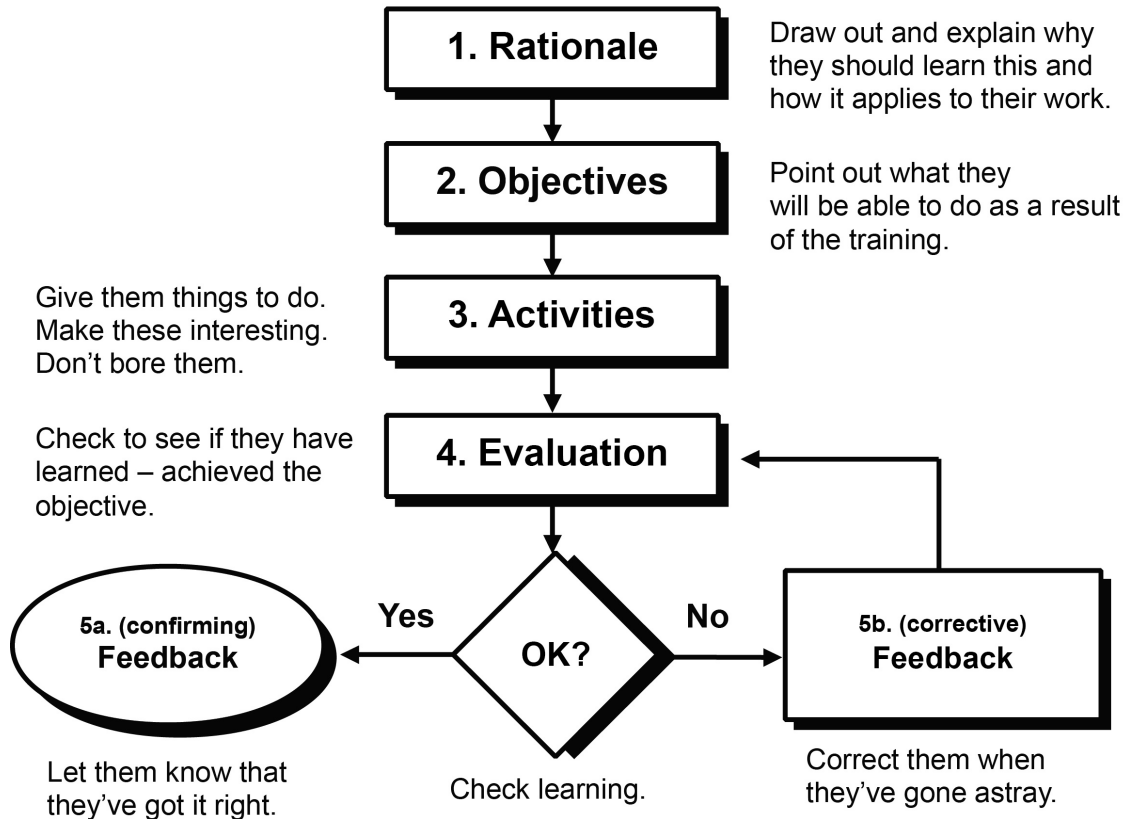 1. Rationale
Draw out and explain why
they should learn this and
how it applies to their work.
2. Objectives
Point out what they
will be able to do as a result
of the training.
3. Activities
Give them things to do.
Make these interesting.
Don’t bore them.
4. Evaluation
Check to see if they have
learned – achieved the
objective.
OK?
Check learning.
Yes
5a. (confirming)
Feedback
Let them know that
they’ve got it right.
No
5b. (corrective)
Feedback
Correct them when
they’ve gone astray.